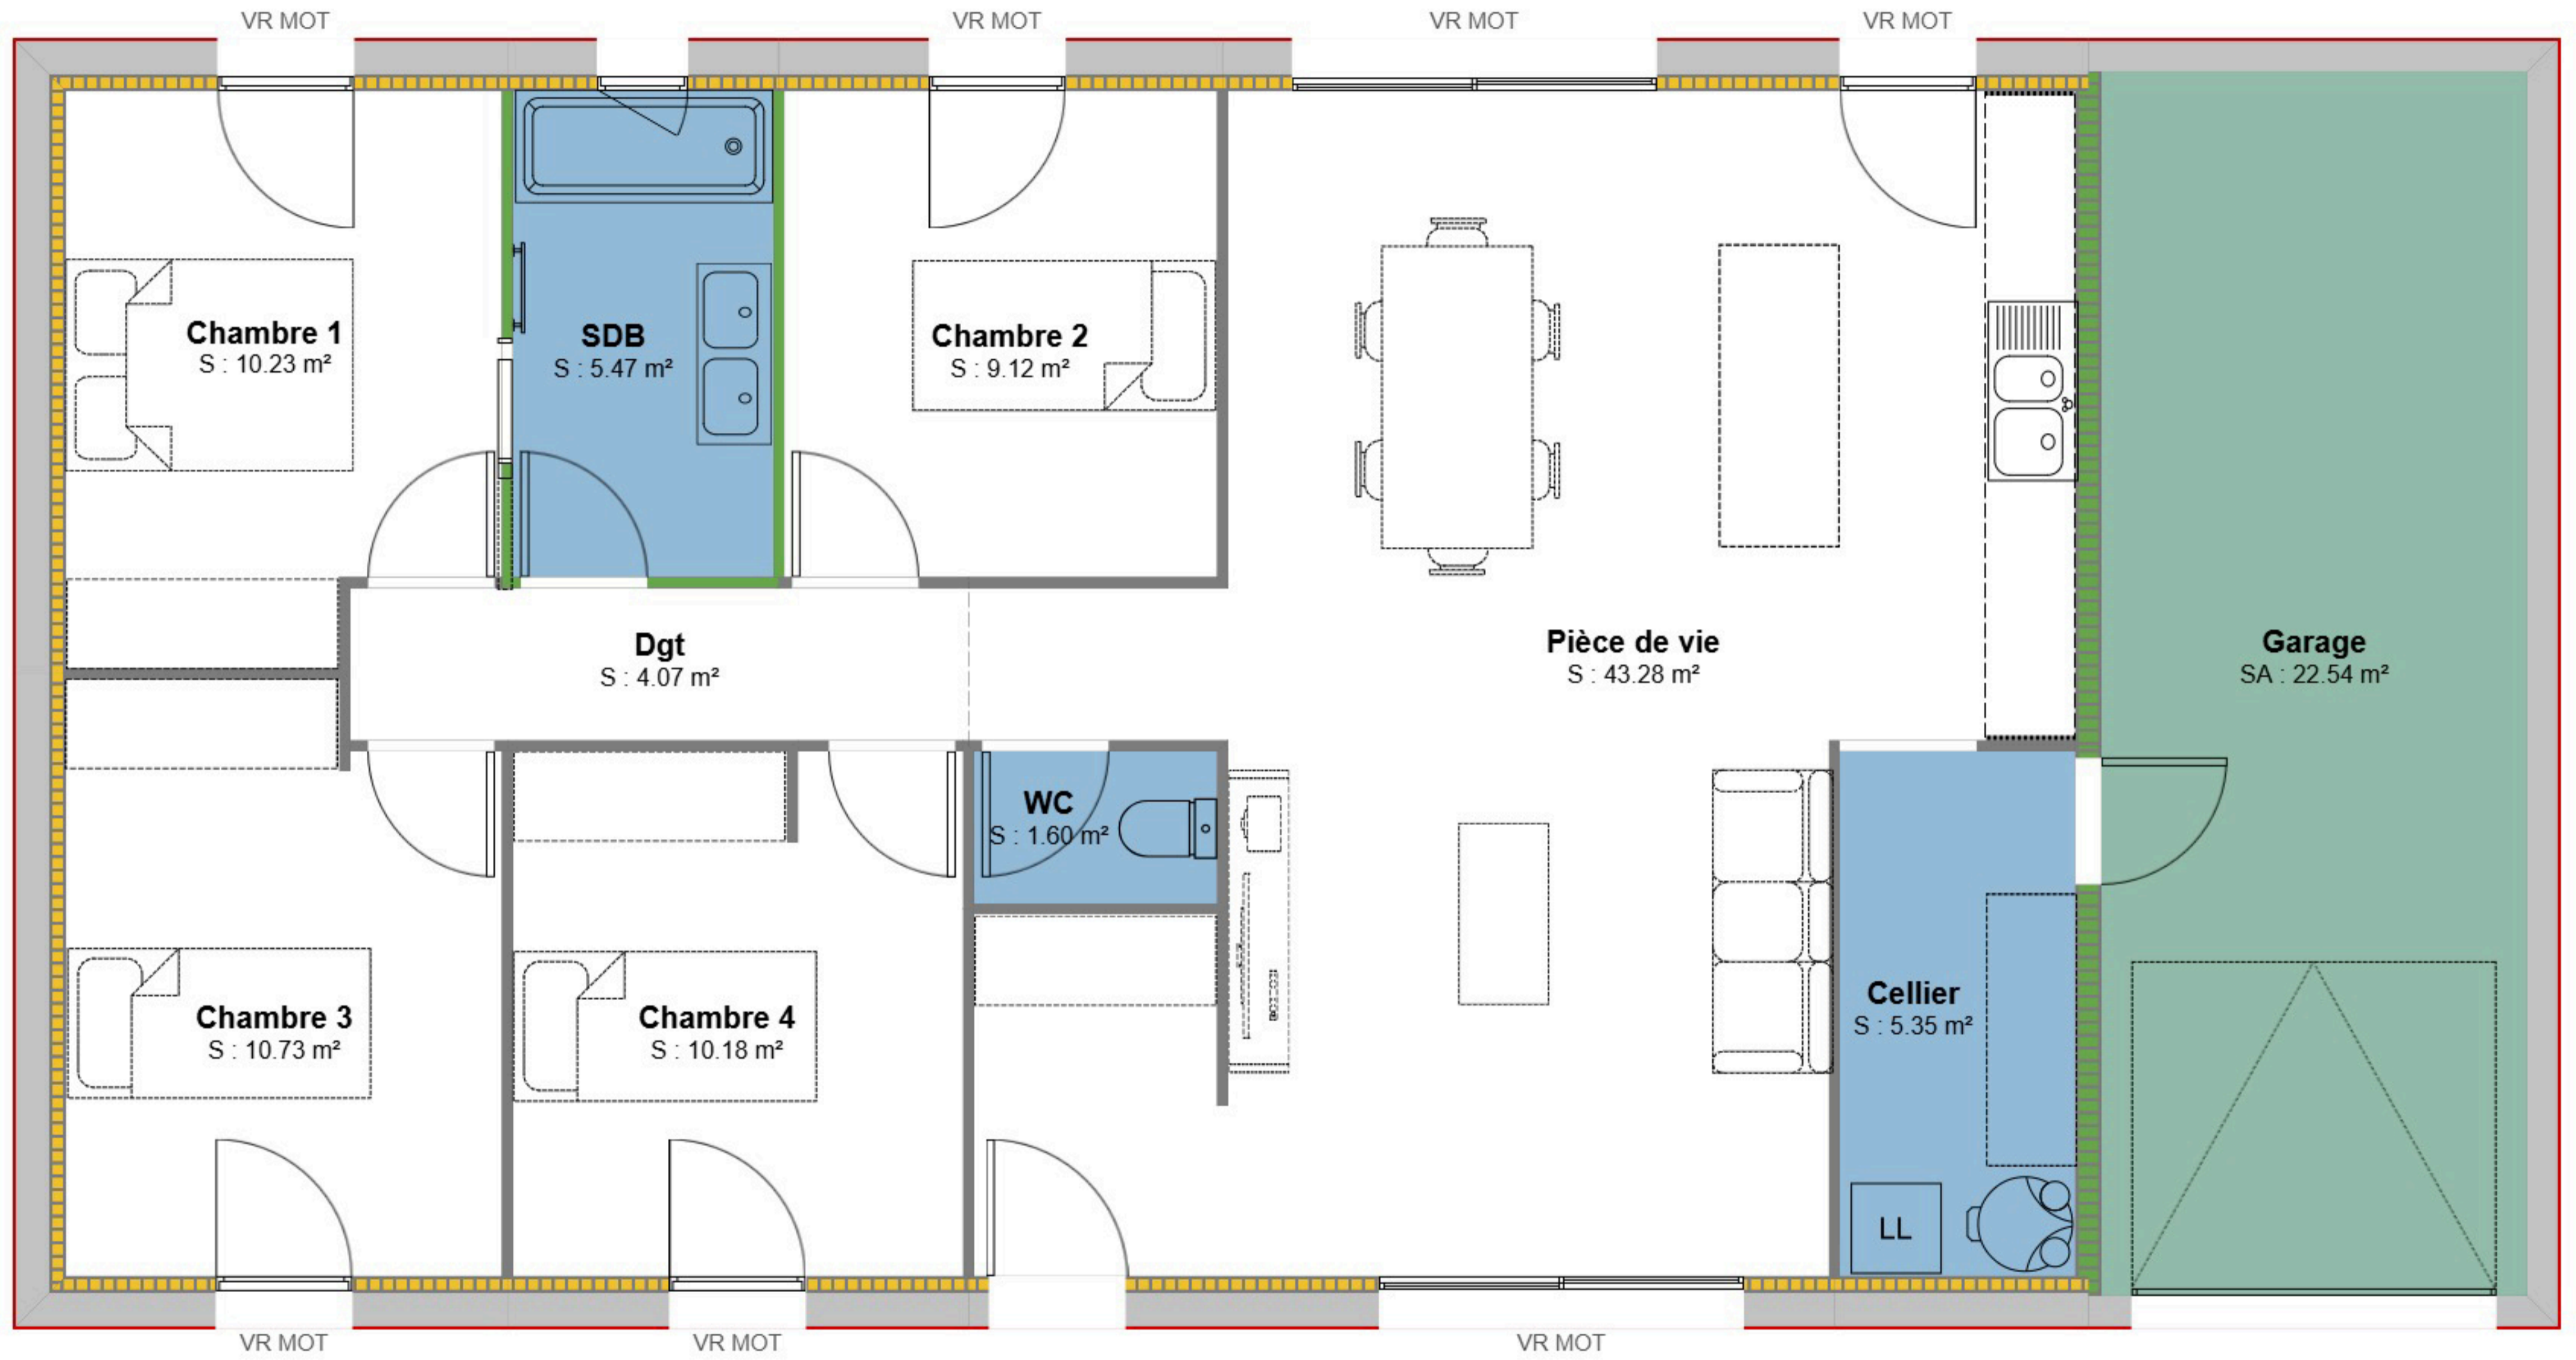 VR MOT
VR MOT
VR MOT
VR MOT
Chambre 1
S : 10.23 m²
SDB
S : 5.47 m²
Chambre 2
S : 9.12 m²
Dgt
S : 4.07 m²
Pièce de vie
S : 43.28 m²
Garage
SA : 22.54 m²
WC
S : 1.60 m²
Chambre 3
S : 10.73 m²
Chambre 4
S : 10.18 m²
Cellier
S : 5.35 m²
LL
VR MOT
VR MOT
VR MOT